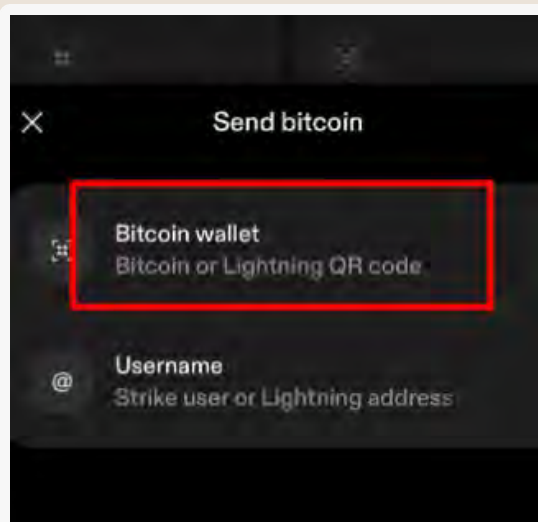 Send bitcoin
Bitcoin wallet
Bitcoin or Lightning QR code
@
Username
Strike user or Lightning address